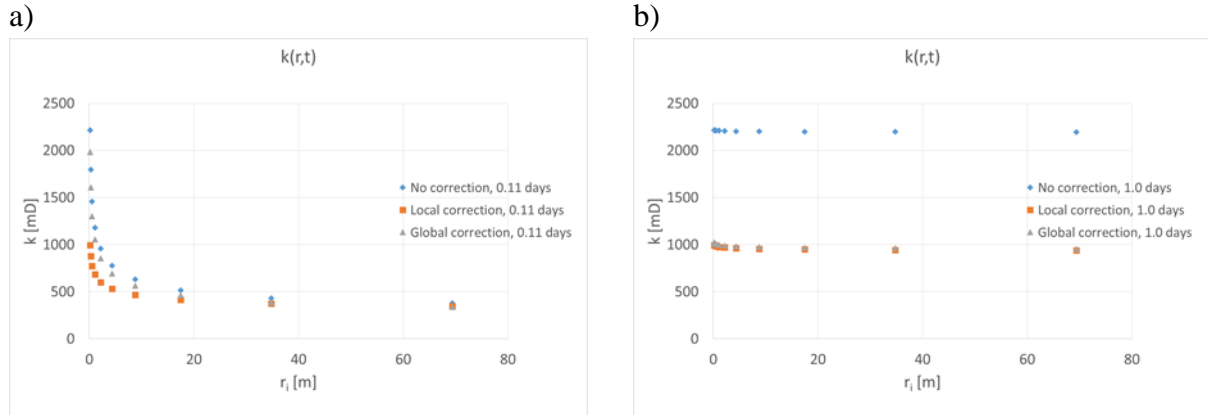 a)
k(r,t)
2500
2000
1500
1000
500
0
k [mD]
0 20 40 60 80
r i [m]
No correction, 0.11 days
Local correction, 0.11 days
Global correction, 0.11 days
b)
k(r,t)
2500
2000
1500
1000
500
0
k [mD]
0 20 40 60 80
r i [m]
No correction, 1.0 days
Local correction, 1.0 days
Global correction, 1.0 days